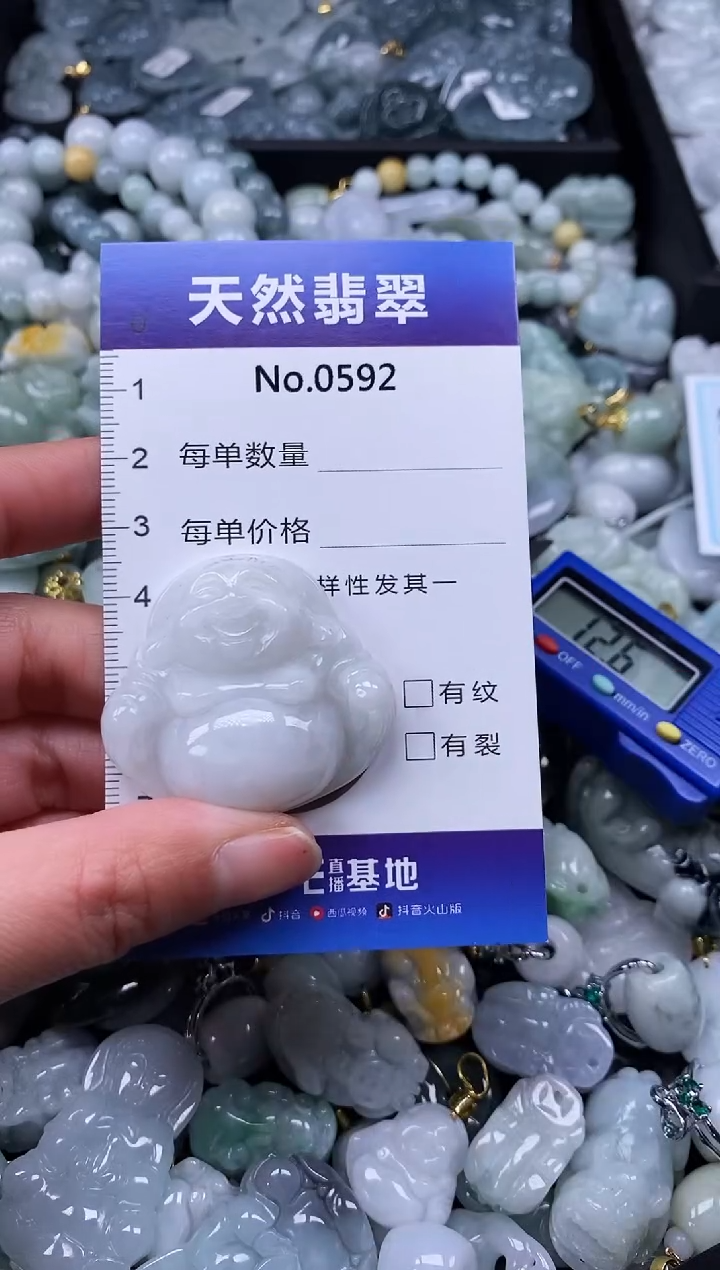 天然翡翠
No.0592
1
2 每单数量
3 每单价格
4 样性发其一
□有纹
□有裂
直播基地
抖音 西瓜视频 抖音火山版
126
OFF
mm/in
ZERO